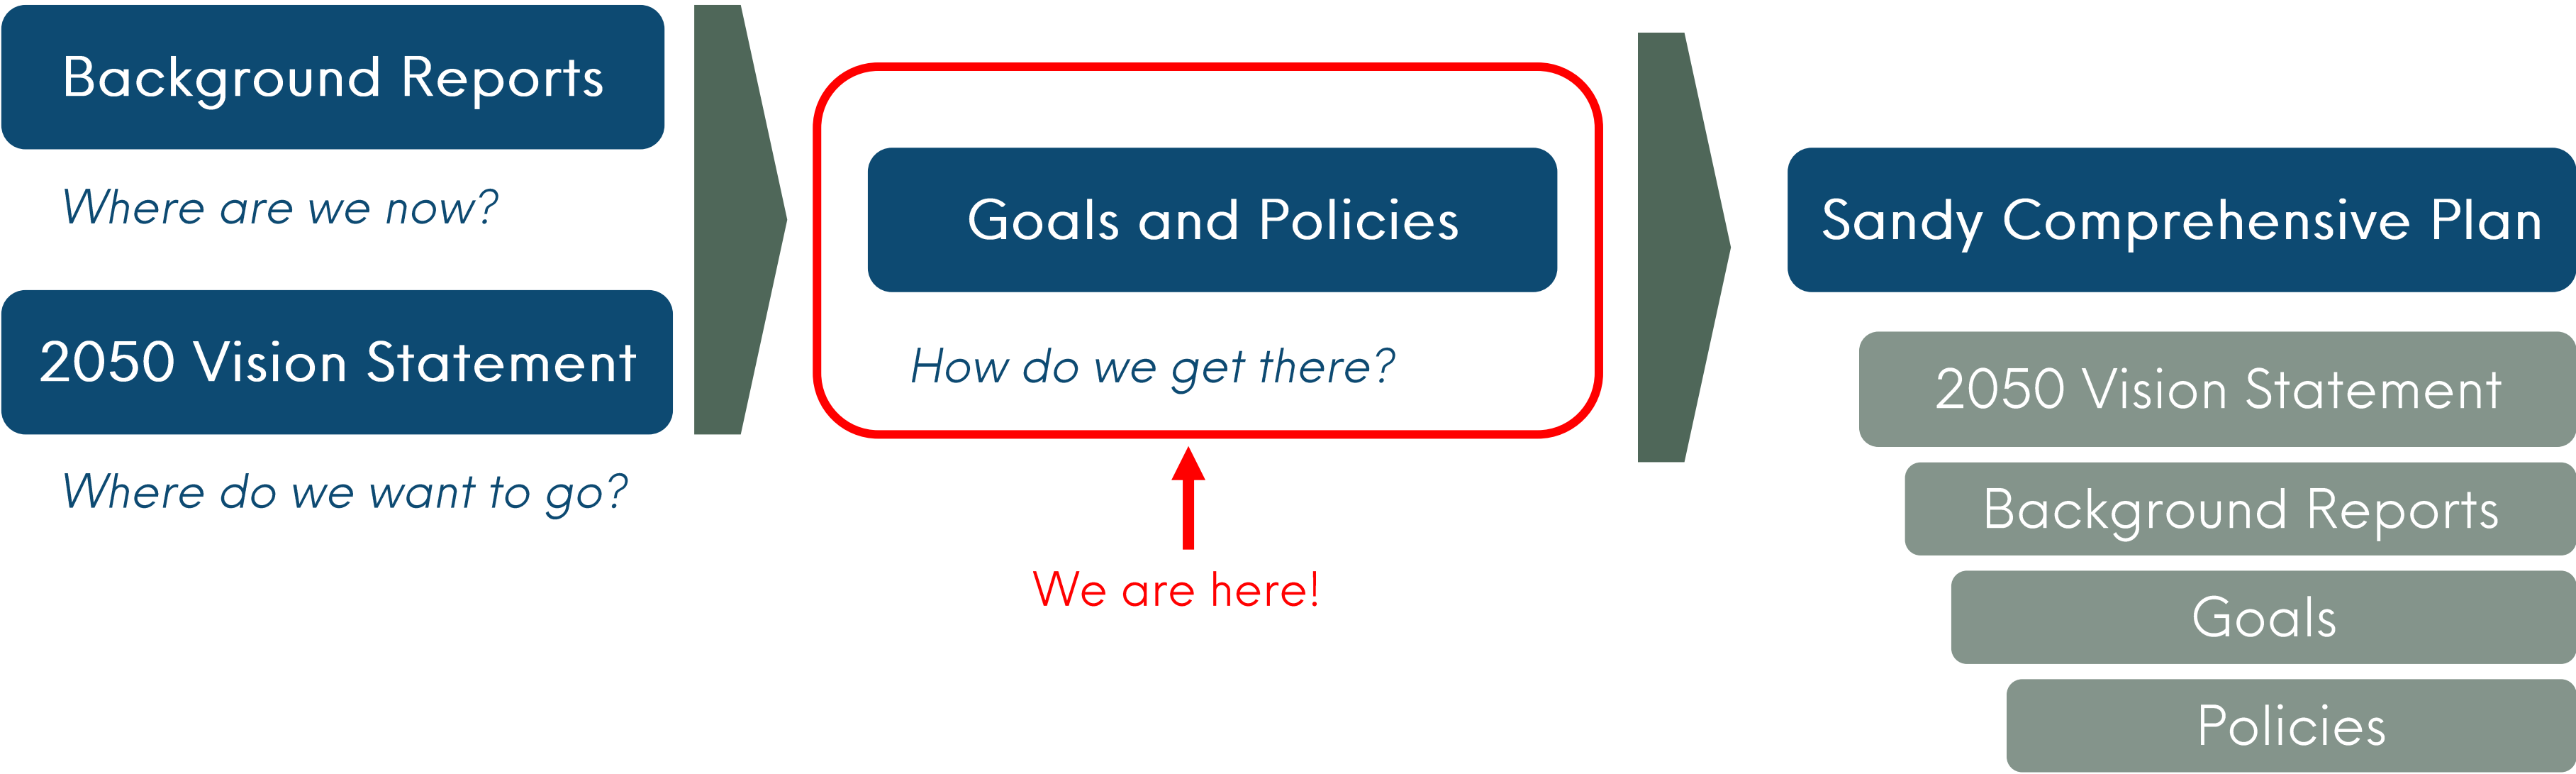 Background Reports
Where are we now?
2050 Vision Statement
Where do we want to go?
Goals and Policies
How do we get there?
We are here!
Sandy Comprehensive Plan
2050 Vision Statement
Background Reports
Goals
Policies